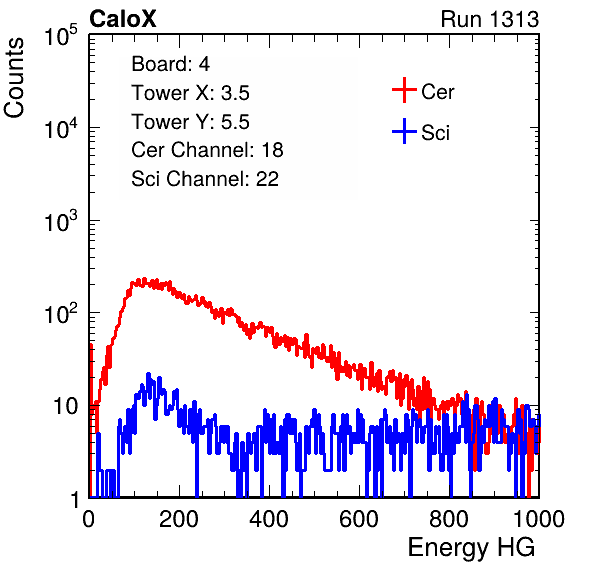 CaloX Run 1313
Counts
Board: 4
Tower X: 3.5
Tower Y: 5.5
Cer Channel: 18
Sci Channel: 22
Cer
Sci
10^5
10^4
10^3
10^2
10
1
0 200 400 600 800 1000
Energy HG